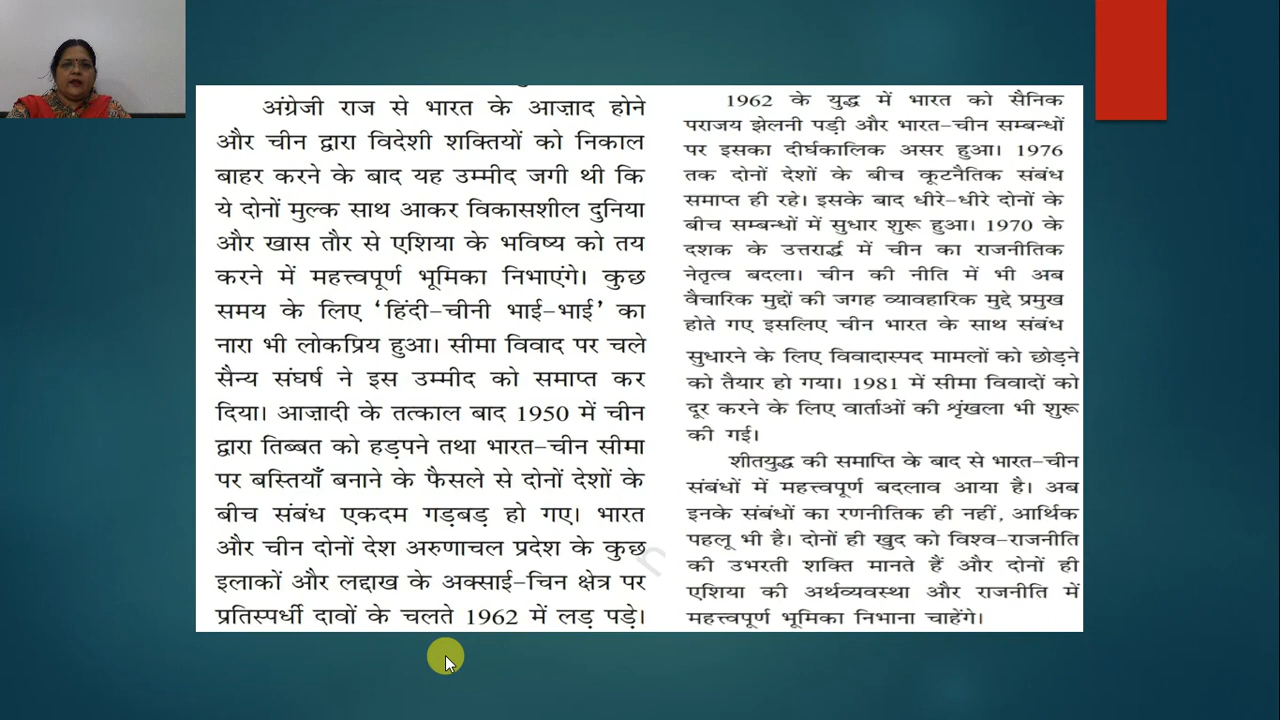 अंग्रेजी राज से भारत के आज़ाद होने
और चीन द्वारा विदेशी शक्तियों को निकाल
बाहर करने के बाद यह उम्मीद जगी थी कि
ये दोनों मुल्क साथ आकर विकासशील दुनिया
और खास तौर से एशिया के भविष्य को तय
करने में महत्त्वपूर्ण भूमिका निभाएंगे। कुछ
समय के लिए ‘हिंदी-चीनी भाई-भाई’ का
नारा भी लोकप्रिय हुआ। सीमा विवाद पर चले
सैन्य संघर्ष ने इस उम्मीद को समाप्त कर
दिया। आज़ादी के तत्काल बाद 1950 में चीन
द्वारा तिब्बत को हड़पने तथा भारत-चीन सीमा
पर बस्तियाँ बनाने के फैसले से दोनों देशों के
बीच संबंध एकदम गड़बड़ हो गए। भारत
और चीन दोनों देश अरुणाचल प्रदेश के कुछ
इलाकों और लद्दाख के अक्साई-चिन क्षेत्र पर
प्रतिस्पर्धी दावों के चलते 1962 में लड़ पड़े।
1962 के युद्ध में भारत को सैनिक
पराजय झेलनी पड़ी और भारत-चीन सम्बन्धों
पर इसका दीर्घकालिक असर हुआ। 1976
तक दोनों देशों के बीच कूटनैतिक संबंध
समाप्त ही रहे। इसके बाद धीरे-धीरे दोनों के
बीच सम्बन्धों में सुधार शुरू हुआ। 1970 के
दशक के उत्तरार्द्ध में चीन का राजनीतिक
नेतृत्व बदला। चीन की नीति में भी अब
वैचारिक मुद्दों की जगह व्यावहारिक मुद्दे प्रमुख
होते गए इसलिए चीन भारत के साथ संबंध
सुधारने के लिए विवादास्पद मामलों को छोड़ने
को तैयार हो गया। 1981 में सीमा विवादों को
दूर करने के लिए वार्ताओं की शृंखला भी शुरू
की गई।
शीतयुद्ध की समाप्ति के बाद से भारत-चीन
संबंधों में महत्त्वपूर्ण बदलाव आया है। अब
इनके संबंधों का रणनीतिक ही नहीं, आर्थिक
पहलू भी है। दोनों ही खुद को विश्व-राजनीति
की उभरती शक्ति मानते हैं और दोनों ही
एशिया की अर्थव्यवस्था और राजनीति में
महत्त्वपूर्ण भूमिका निभाना चाहेंगे।